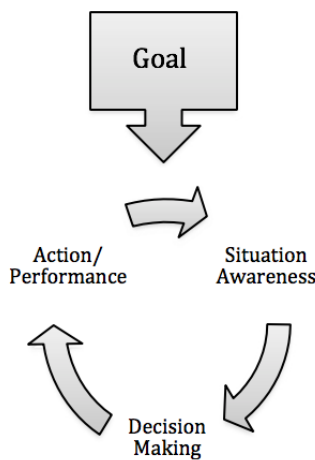 Goal
Action/
Performance
Situation
Awareness
Decision
Making